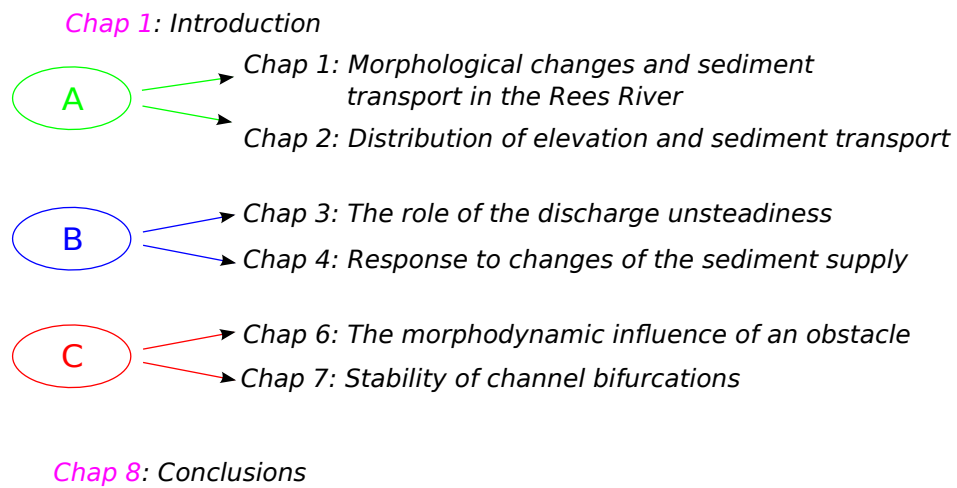 Chap 1: Introduction
A
Chap 1: Morphological changes and sediment
transport in the Rees River
Chap 2: Distribution of elevation and sediment transport
B
Chap 3: The role of the discharge unsteadiness
Chap 4: Response to changes of the sediment supply
C
Chap 6: The morphodynamic influence of an obstacle
Chap 7: Stability of channel bifurcations
Chap 8: Conclusions